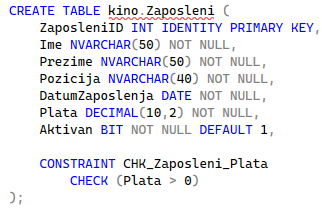 CREATE TABLE kino.Zaposleni (
    ZaposleniID INT IDENTITY PRIMARY KEY,
    Ime NVARCHAR(50) NOT NULL,
    Prezime NVARCHAR(50) NOT NULL,
    Pozicija NVARCHAR(40) NOT NULL,
    DatumZaposlenja DATE NOT NULL,
    Plata DECIMAL(10,2) NOT NULL,
    Aktivan BIT NOT NULL DEFAULT 1,

    CONSTRAINT CHK_Zaposleni_Plata
        CHECK (Plata > 0)
);